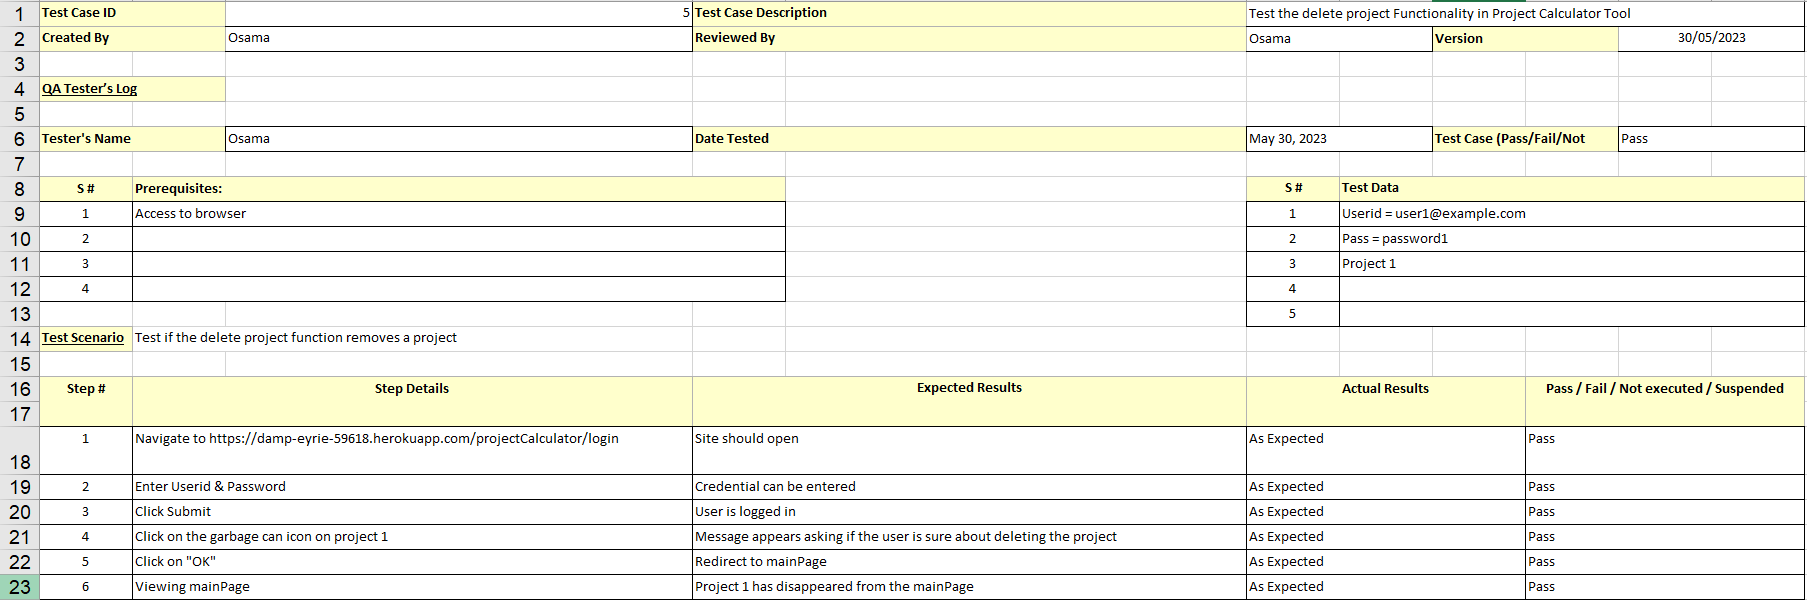 1 Test Case ID 5 Test Case Description Test the delete project Functionality in Project Calculator Tool
2 Created By Osama Reviewed By Osama Version 30/05/2023
3
4 QA Tester’s Log
5
6 Tester's Name Osama Date Tested May 30, 2023 Test Case (Pass/Fail/Not Pass
7
8 S # Prerequisites: S # Test Data
9 1 Access to browser 1 Userid = user1@example.com
10 2 2 Pass = password1
11 3 3 Project 1
12 4 4
13 5
14 Test Scenario Test if the delete project function removes a project
15
16 Step # Step Details Expected Results Actual Results Pass / Fail / Not executed / Suspended
17
18 1 Navigate to https://damp-eyrie-59618.herokuapp.com/projectCalculator/login Site should open As Expected Pass
19 2 Enter Userid & Password Credential can be entered As Expected Pass
20 3 Click Submit User is logged in As Expected Pass
21 4 Click on the garbage can icon on project 1 Message appears asking if the user is sure about deleting the project As Expected Pass
22 5 Click on "OK" Redirect to mainPage As Expected Pass
23 6 Viewing mainPage Project 1 has disappeared from the mainPage As Expected Pass